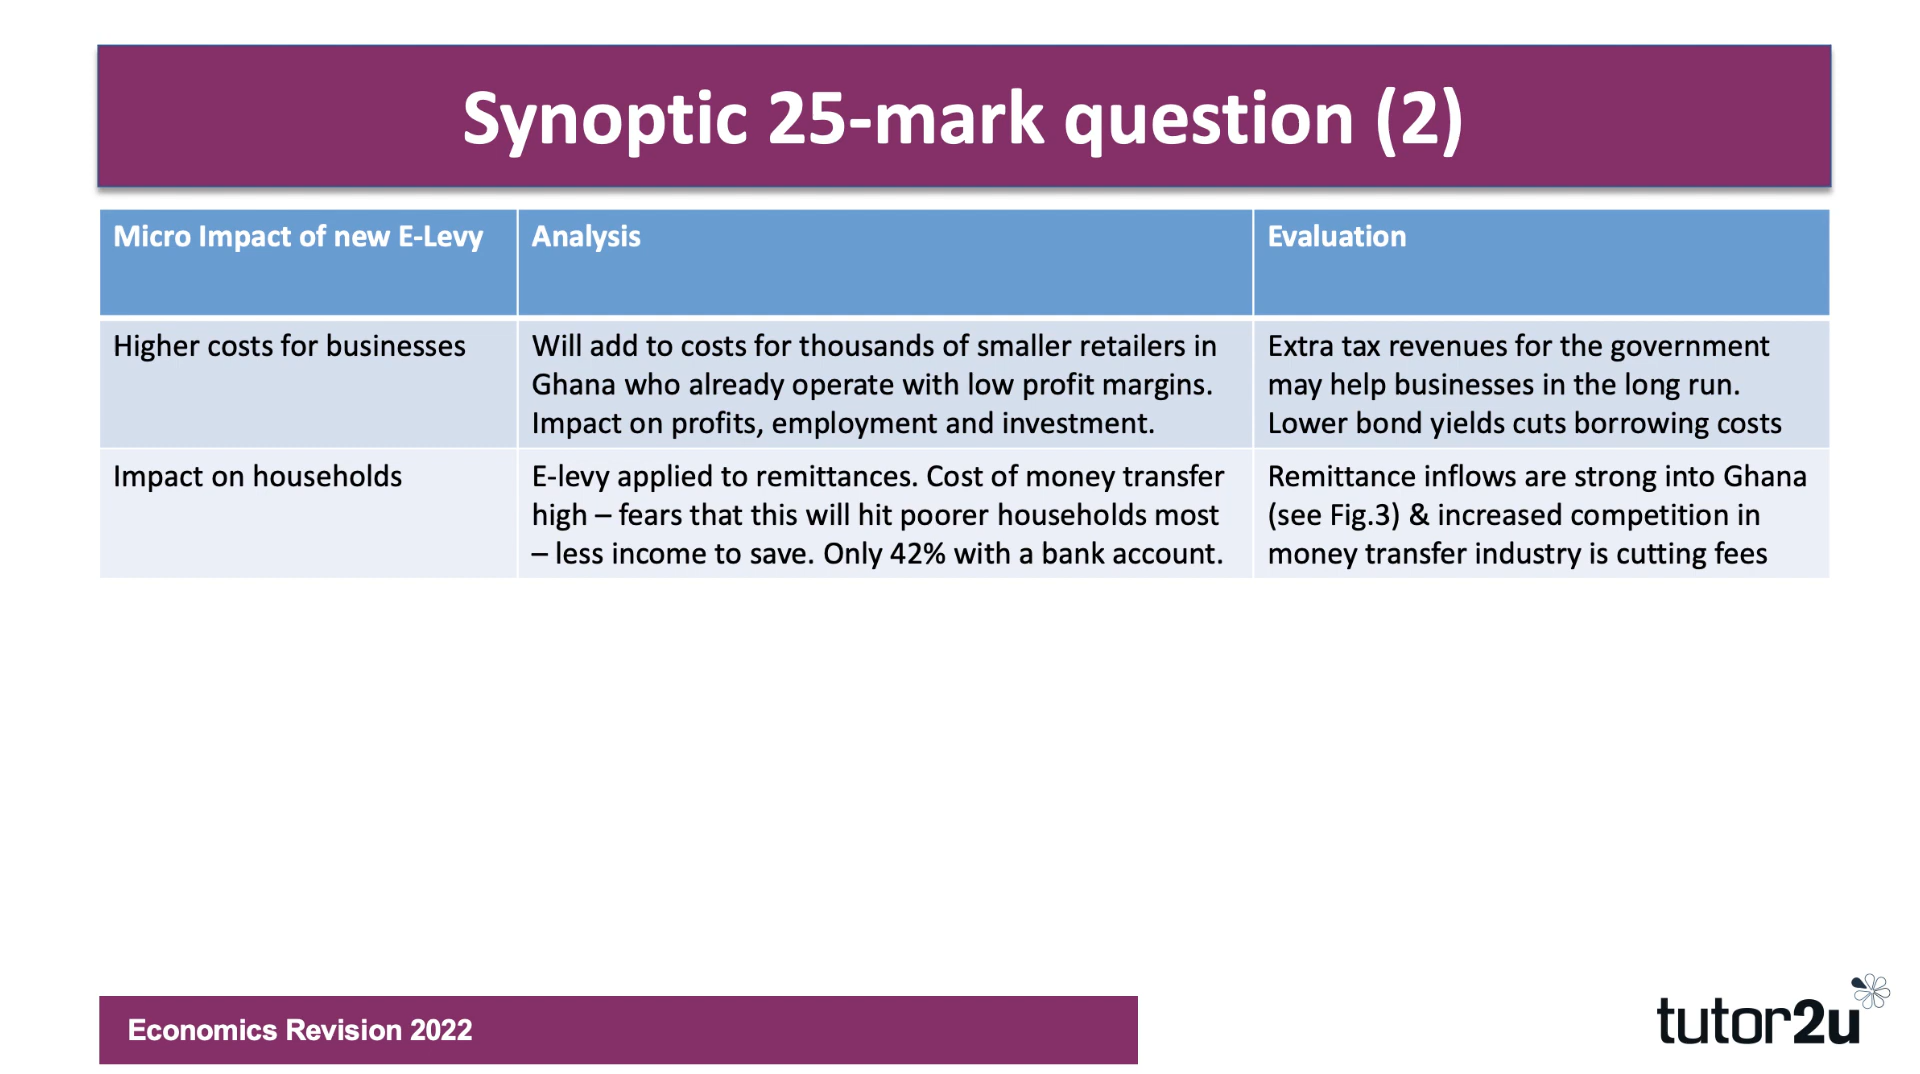 Synoptic 25-mark question (2)
Micro Impact of new E-Levy
Analysis
Evaluation
Higher costs for businesses
Will add to costs for thousands of smaller retailers in
Ghana who already operate with low profit margins.
Impact on profits, employment and investment.
Extra tax revenues for the government
may help businesses in the long run.
Lower bond yields cuts borrowing costs
Impact on households
E-levy applied to remittances. Cost of money transfer
high – fears that this will hit poorer households most
– less income to save. Only 42% with a bank account.
Remittance inflows are strong into Ghana
(see Fig.3) & increased competition in
money transfer industry is cutting fees
Economics Revision 2022
tutor2u